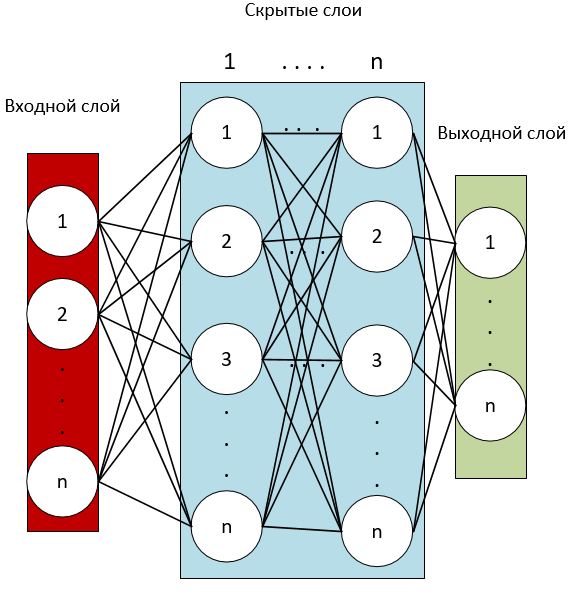 Скрытые слои
1 . . . . n
Входной слой
Выходной слой
1
2
.
.
.
n
1
2
3
.
.
.
n
. . .
. . .
. . .
1
2
3
.
.
.
n
1
.
.
.
n